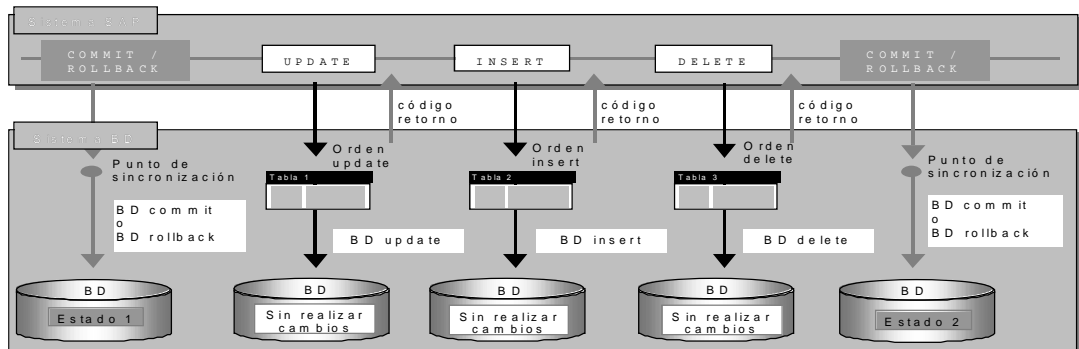 Sistema SAP
COMMIT /
ROLLBACK
UPDATE
INSERT
DELETE
COMMIT /
ROLLBACK
código
retorno
código
retorno
código
retorno
Sistema BD
Punto de
sincronización
Orden
update
Orden
insert
Orden
delete
Punto de
sincronización
Tabla 1
Tabla 2
Tabla 3
BD commit
o
BD rollback
BD update
BD insert
BD delete
BD commit
o
BD rollback
BD
BD
BD
BD
BD
Estado 1
Sin realizar
cambios
Sin realizar
cambios
Sin realizar
cambios
Estado 2